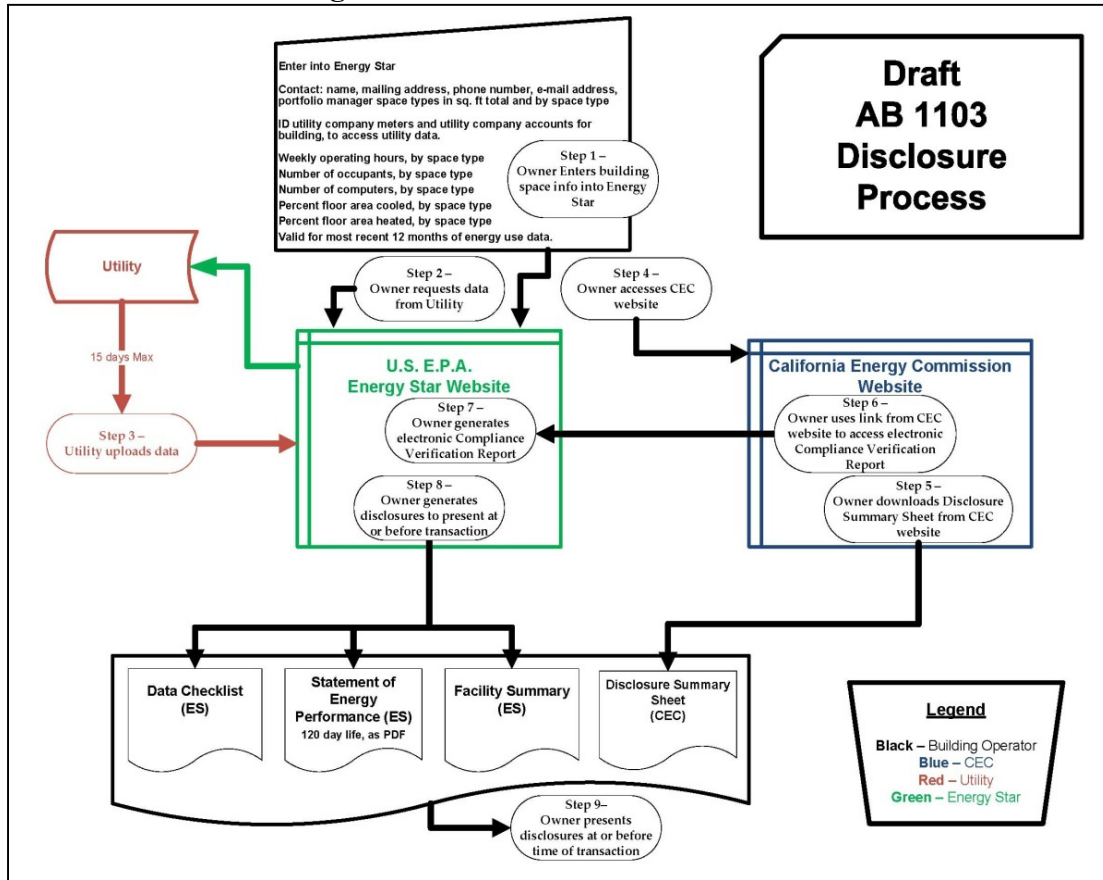 Enter into Energy Star
Contact: name, mailing address, phone number, e-mail address,
portfolio manager space types in sq. ft total and by space type
ID utility company meters and utility company accounts for
building, to access utility data.
Weekly operating hours, by space type
Number of occupants, by space type
Number of computers, by space type
Percent floor area cooled, by space type
Percent floor area heated, by space type
Valid for most recent 12 months of energy use data.
Step 1 –
Owner Enters building
space info into Energy
Star
Draft
AB 1103
Disclosure
Process
Utility
Step 2 –
Owner requests data
from Utility
Step 4 –
Owner accesses CEC
website
15 days Max
Step 3 –
Utility uploads data
U.S. E.P.A.
Energy Star Website
Step 7 –
Owner generates
electronic Compliance
Verification Report
Step 8 –
Owner generates
disclosures to present at
or before transaction
California Energy Commission
Website
Step 6 –
Owner uses link from CEC
website to access electronic
Compliance Verification
Report
Step 5 –
Owner downloads Disclosure
Summary Sheet from CEC
website
Data Checklist
(ES)
Statement of
Energy
Performance (ES)
120 day life, as PDF
Facility Summary
(ES)
Disclosure Summary
Sheet
(CEC)
Step 9–
Owner presents
disclosures at or before
time of transaction
Legend
Black – Building Operator
Blue – CEC
Red – Utility
Green – Energy Star